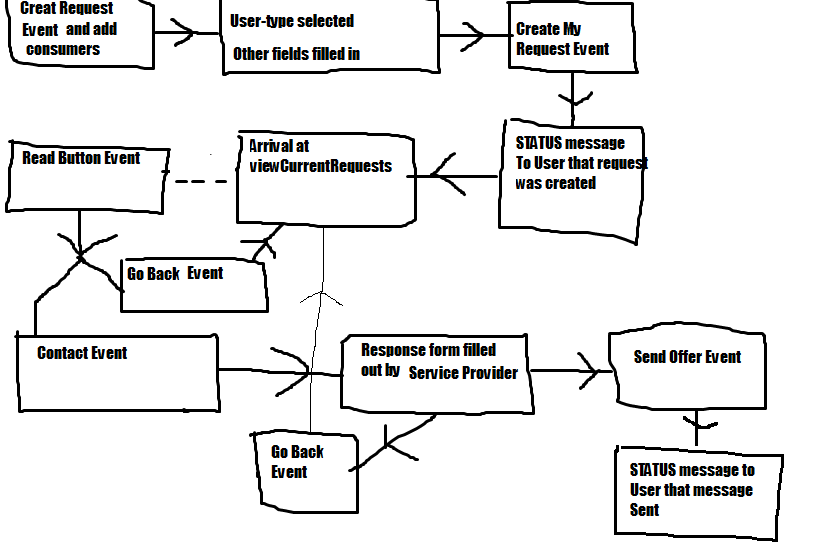 Creat Request
Event and add
consumers
User-type selected
Other fields filled in
Create My
Request Event
STATUS message
To User that request
was created
Arrival at
viewCurrentRequests
Read Button Event
Go Back Event
Contact Event
Response form filled
out by Service Provider
Send Offer Event
Go Back
Event
STATUS message to
User that message
Sent